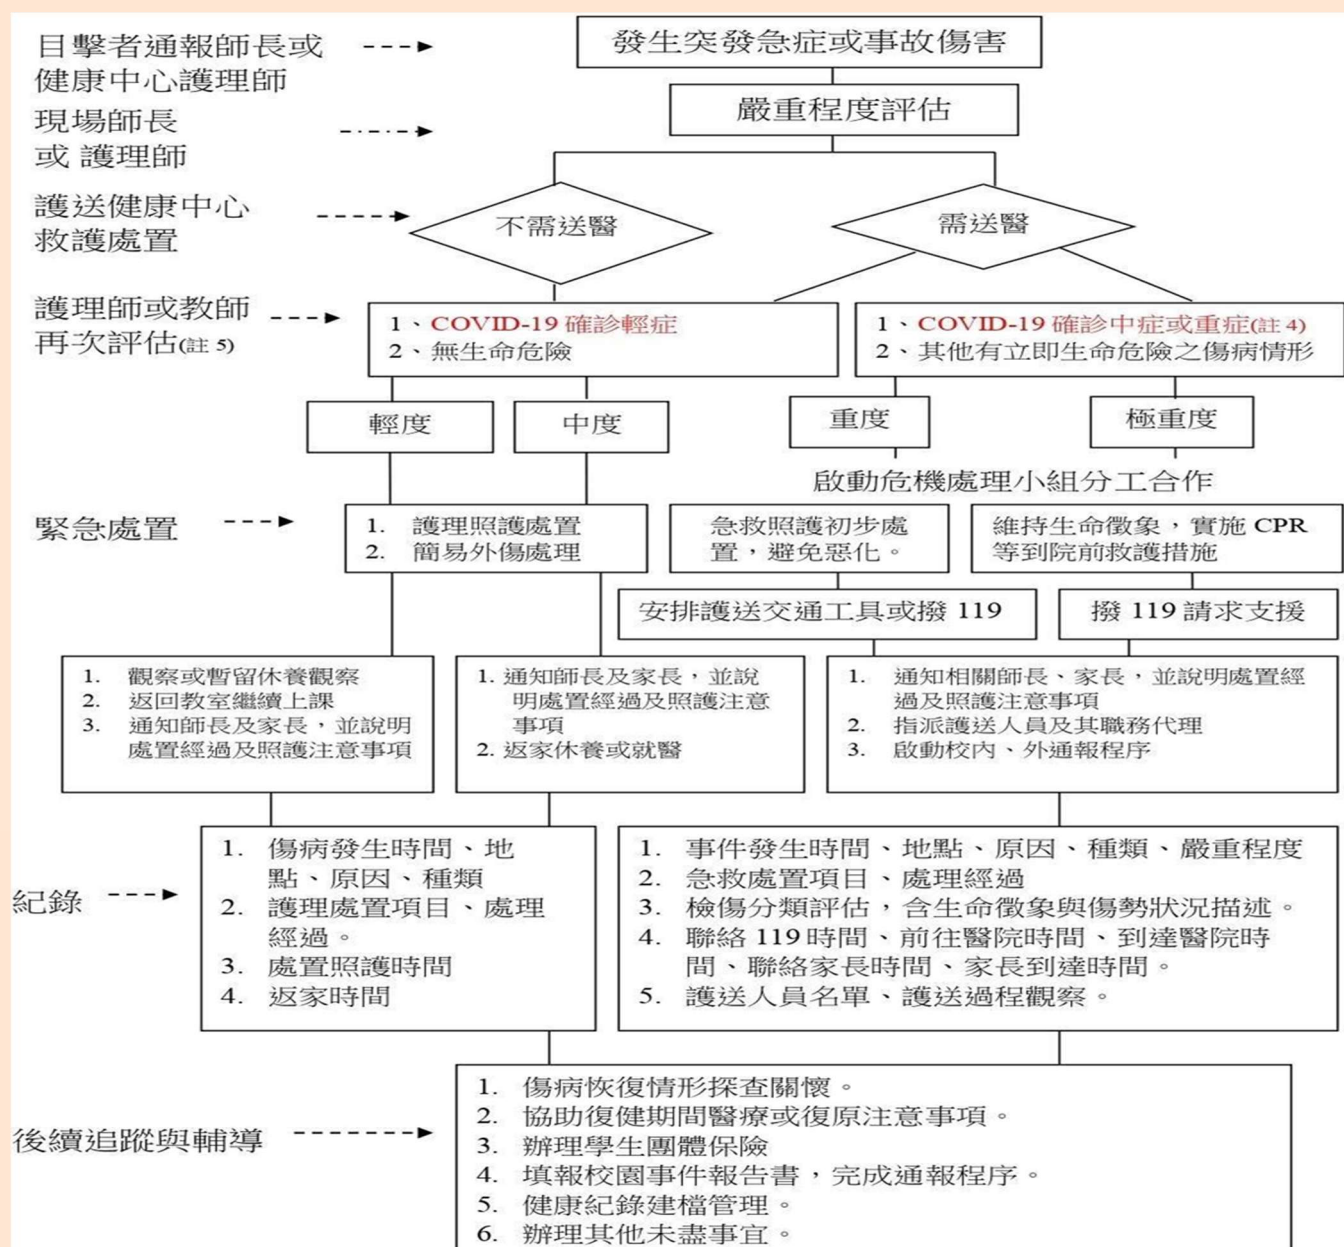 目擊者通報師長或
健康中心護理師
發生突發急症或事故傷害
現場師長
或 護理師
嚴重程度評估
護送健康中心
救護處置
不需送醫
需送醫
護理師或教師
再次評估(註 5)
1、COVID-19 確診輕症
2、無生命危險
1、COVID-19 確診中症或重症(註 4)
2、其他有立即生命危險之傷病情形
輕度
中度
重度
極重度
啟動危機處理小組分工合作
緊急處置
1. 護理照護處置
2. 簡易外傷處理
急救照護初步處
置，避免惡化。
維持生命徵象，實施 CPR
等到院前救護措施
安排護送交通工具或撥 119
撥 119 請求支援
1. 觀察或暫留休養觀察
2. 返回教室繼續上課
3. 通知師長及家長，並說明
處置經過及照護注意事項
1. 通知師長及家長，並說
明處置經過及照護注意
事項
2. 返家休養或就醫
1. 通知相關師長、家長，並說明處置經
過及照護注意事項
2. 指派護送人員及其職務代理
3. 啟動校內、外通報程序
紀錄
1. 傷病發生時間、地
點、原因、種類
2. 護理處置項目、處理
經過。
3. 處置照護時間
4. 返家時間
1. 事件發生時間、地點、原因、種類、嚴重程度
2. 急救處置項目、處理經過
3. 檢傷分類評估，含生命徵象與傷勢狀況描述。
4. 聯絡 119 時間、前往醫院時間、到達醫院時
間、聯絡家長時間、家長到達時間。
5. 護送人員名單、護送過程觀察。
後續追蹤與輔導
1. 傷病恢復情形探查關懷。
2. 協助復健期間醫療或復原注意事項。
3. 辦理學生團體保險
4. 填報校園事件報告書，完成通報程序。
5. 健康紀錄建檔管理。
6. 辦理其他未盡事宜。